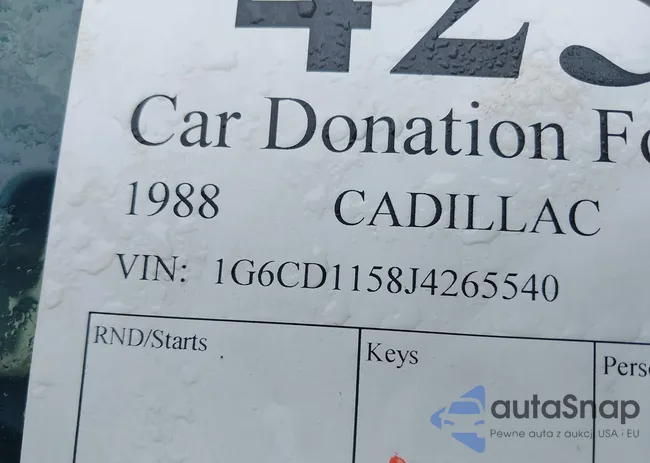 Car Donation
1988 CADILLAC
VIN: 1G6CD1158J4265540
RND/Starts Keys
autaSnap
Pewne auta z aukcji USA i EU